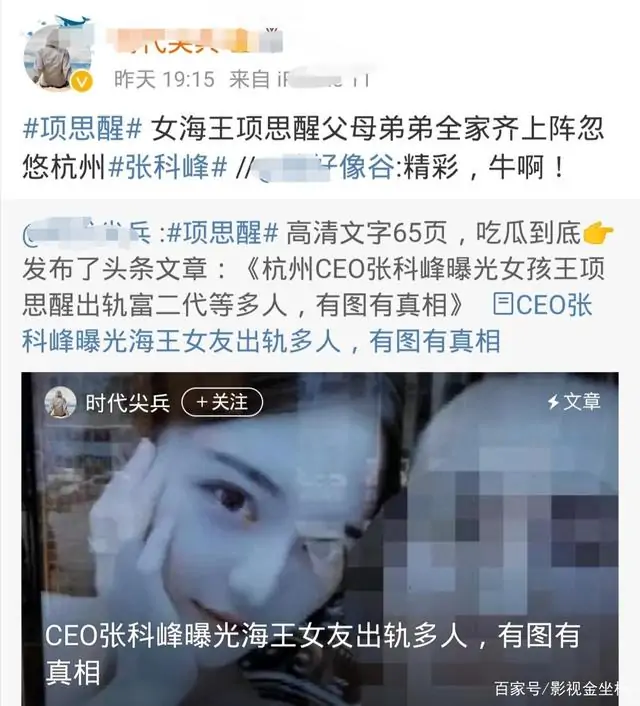 时代尖兵
昨天 19:15 来自 iP 11
#项思醒# 女海王项思醒父母弟弟全家齐上阵忽
悠杭州#张科峰# //@ 好像谷:精彩，牛啊！
@ 尖兵 :#项思醒# 高清文字65页，吃瓜到底👉
发布了头条文章：《杭州CEO张科峰曝光女孩王项
思醒出轨富二代等多人，有图有真相》 CEO张
科峰曝光海王女友出轨多人，有图有真相
时代尖兵 +关注 文章
CEO张科峰曝光海王女友出轨多人，有图有
真相
百家号/影视金坐标